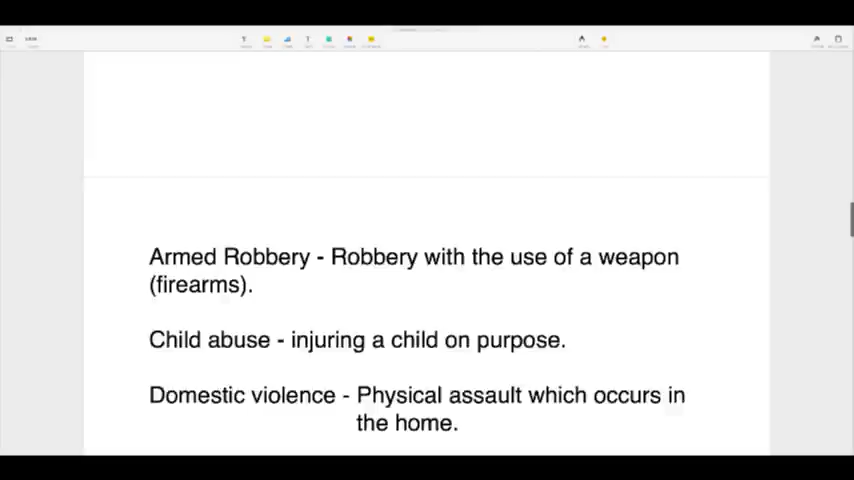 Armed Robbery - Robbery with the use of a weapon
(firearms).
Child abuse - injuring a child on purpose.
Domestic violence - Physical assault which occurs in
the home.